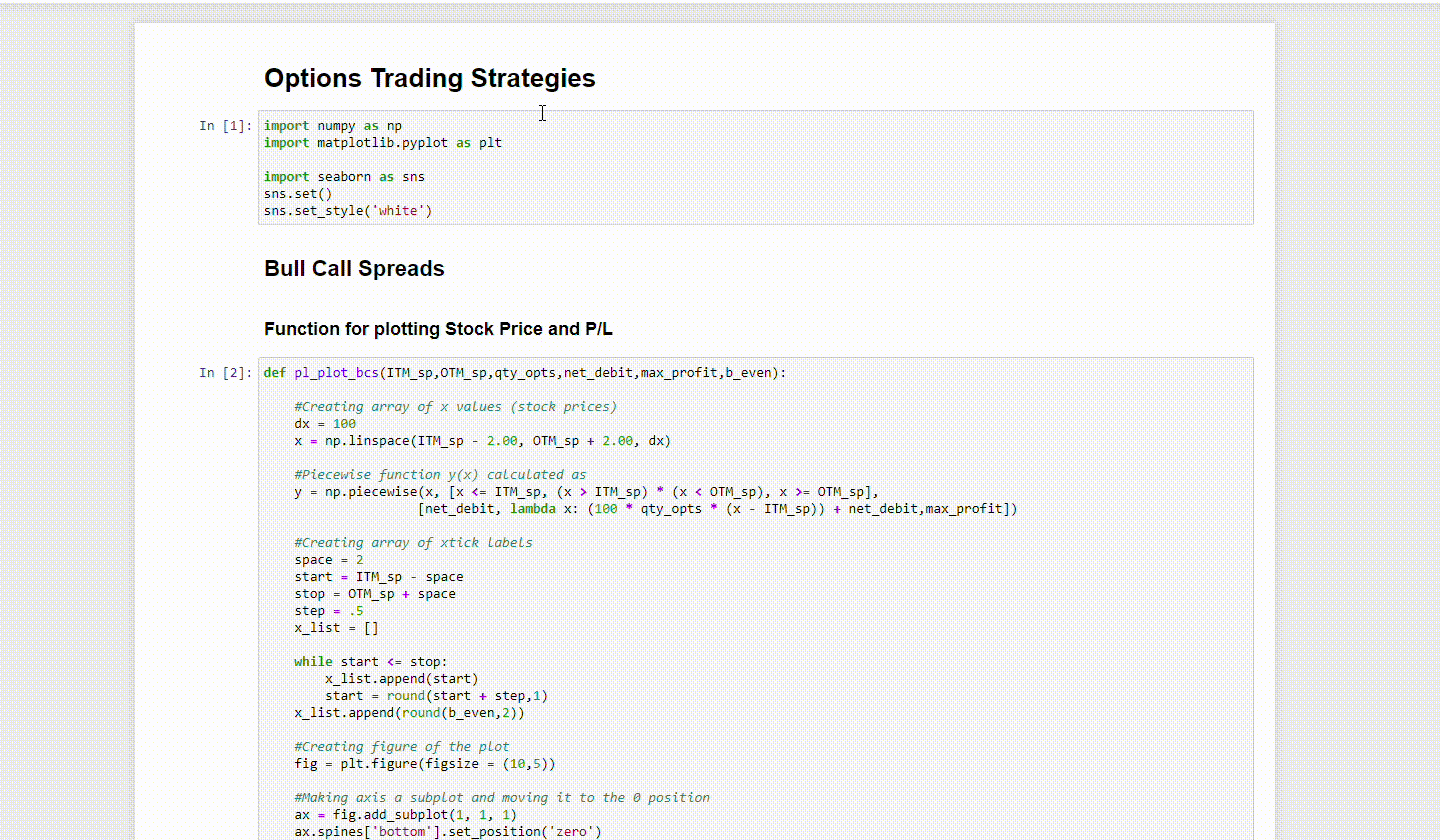 Options Trading Strategies
In [1]:
import numpy as np
import matplotlib.pyplot as plt
import seaborn as sns
sns.set()
sns.set_style('white')
Bull Call Spreads
Function for plotting Stock Price and P/L
In [2]:
def pl_plot_bcs(ITM_sp,OTM_sp,qty_opts,net_debit,max_profit,b_even):
    #Creating array of x values (stock prices)
    dx = 100
    x = np.linspace(ITM_sp - 2.00, OTM_sp + 2.00, dx)
    #Piecewise function y(x) calculated as
    y = np.piecewise(x, [x <= ITM_sp, (x > ITM_sp) * (x < OTM_sp), x >= OTM_sp],
                    [net_debit, lambda x: (100 * qty_opts * (x - ITM_sp)) + net_debit,max_profit])
    #Creating array of xtick labels
    space = 2
    start = ITM_sp - space
    stop = OTM_sp + space
    step = .5
    x_list = []
    while start <= stop:
        x_list.append(start)
        start = round(start + step,1)
    x_list.append(round(b_even,2))
    #Creating figure of the plot
    fig = plt.figure(figsize = (10,5))
    #Making axis a subplot and moving it to the 0 position
    ax = fig.add_subplot(1, 1, 1)
    ax.spines['bottom'].set_position('zero')